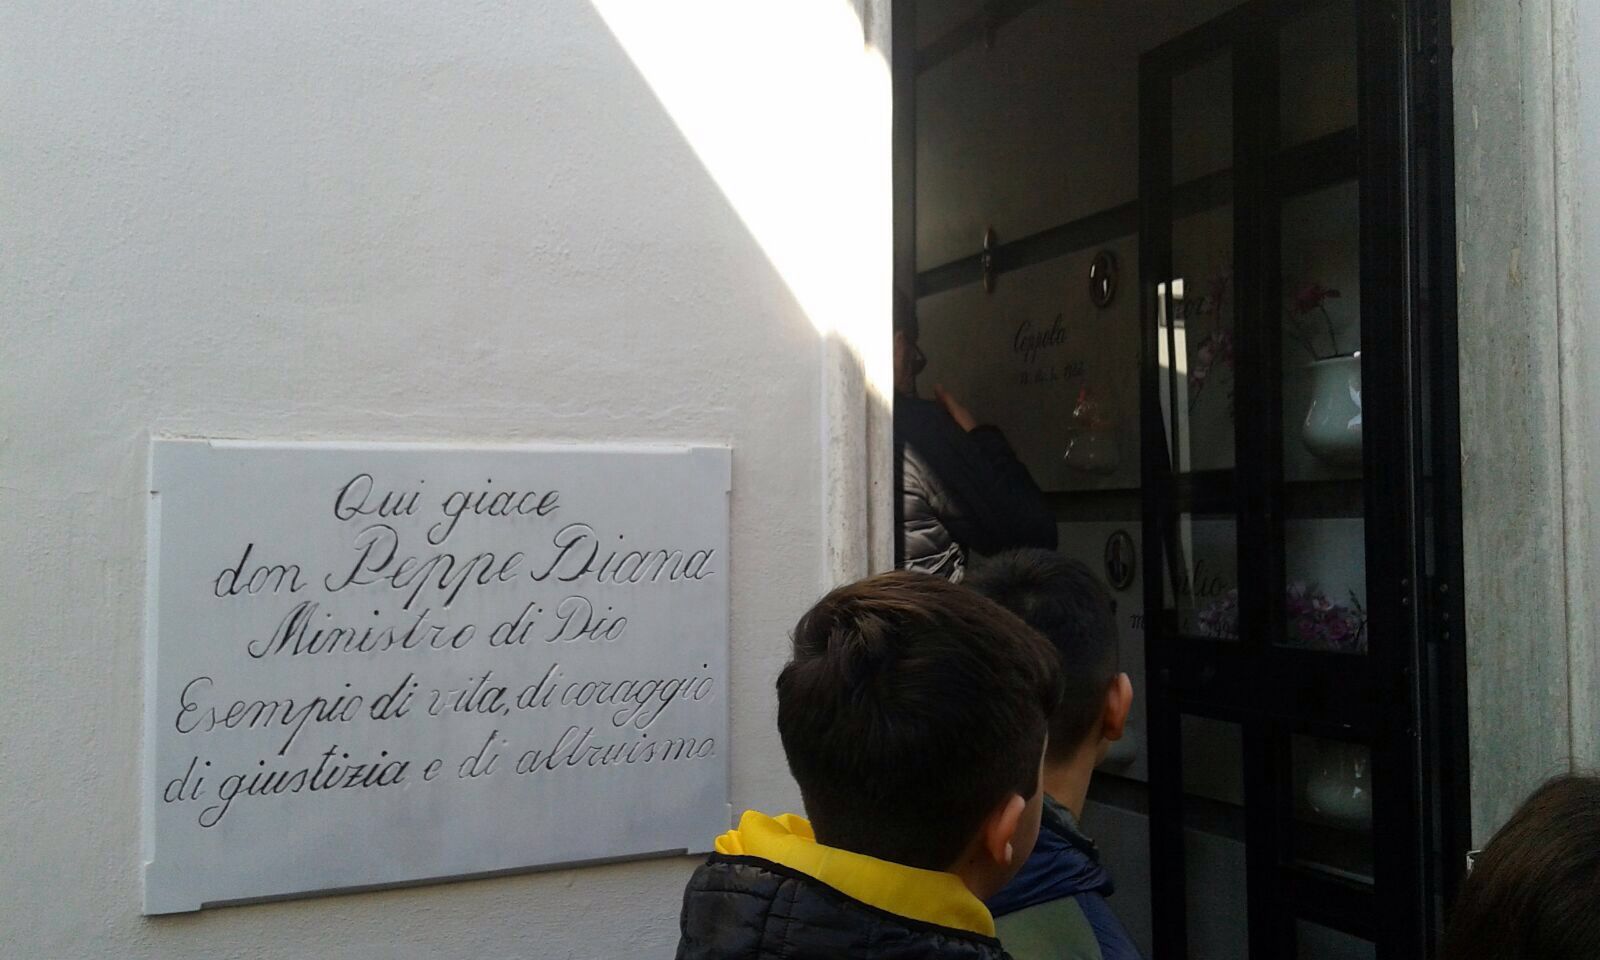 Qui giace
don Peppe Diana
Ministro di Dio
Esempio di vita, di coraggio,
di giustizia e di altruismo.
Coppola